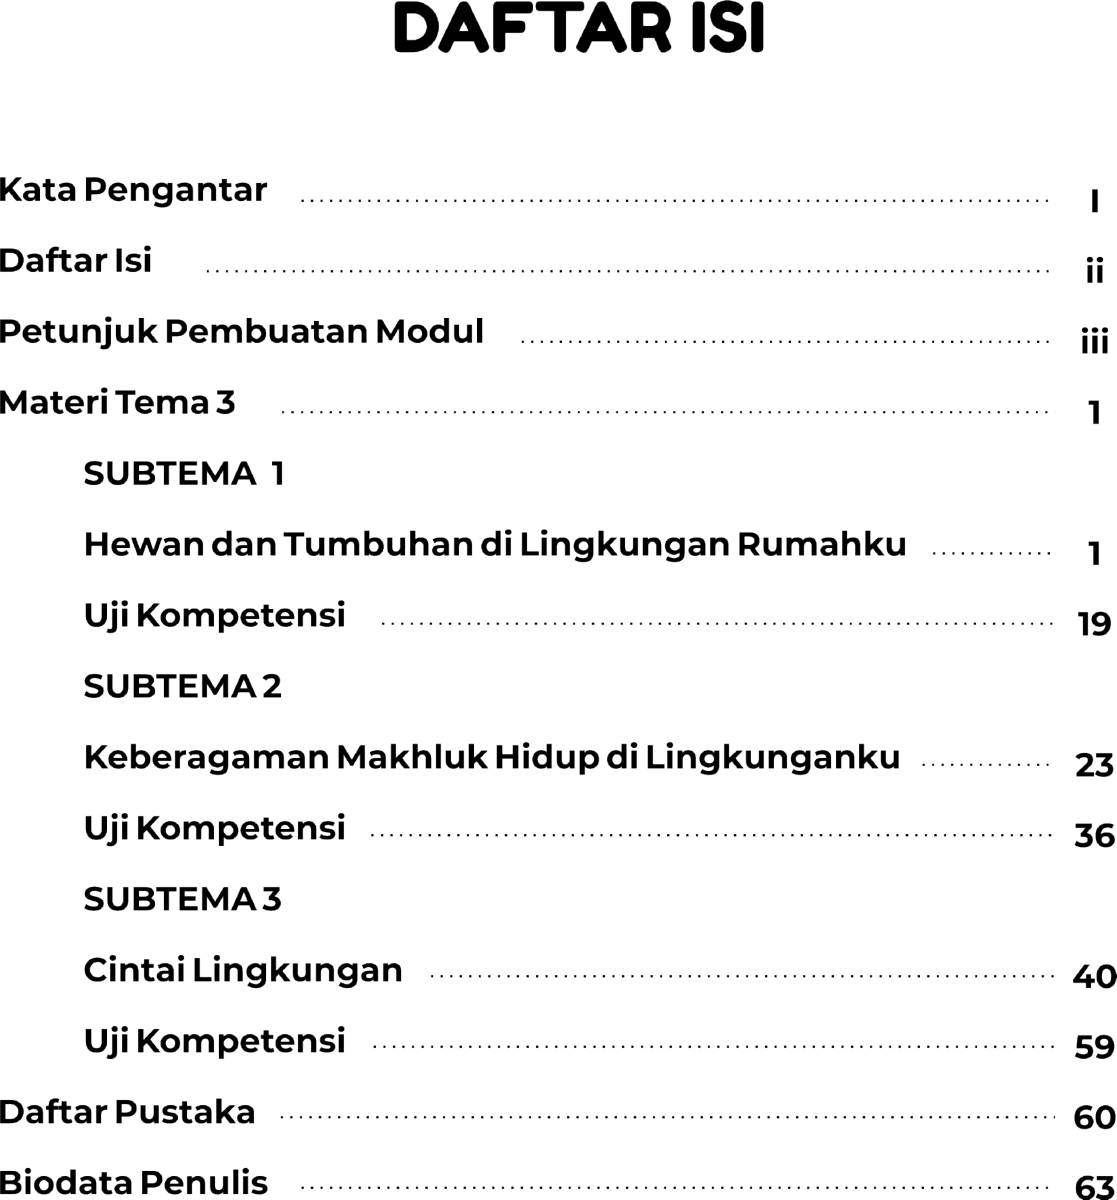 DAFTAR ISI
Kata Pengantar ........................................ I
Daftar Isi ........................................ ii
Petunjuk Pembuatan Modul ........................................ iii
Materi Tema 3 ........................................ 1
SUBTEMA 1
Hewan dan Tumbuhan di Lingkungan Rumahku ............. 1
Uji Kompetensi ........................................ 19
SUBTEMA 2
Keberagaman Makhluk Hidup di Lingkunganku .............. 23
Uji Kompetensi ........................................ 36
SUBTEMA 3
Cintai Lingkungan ........................................ 40
Uji Kompetensi ........................................ 59
Daftar Pustaka ........................................ 60
Biodata Penulis ........................................ 63